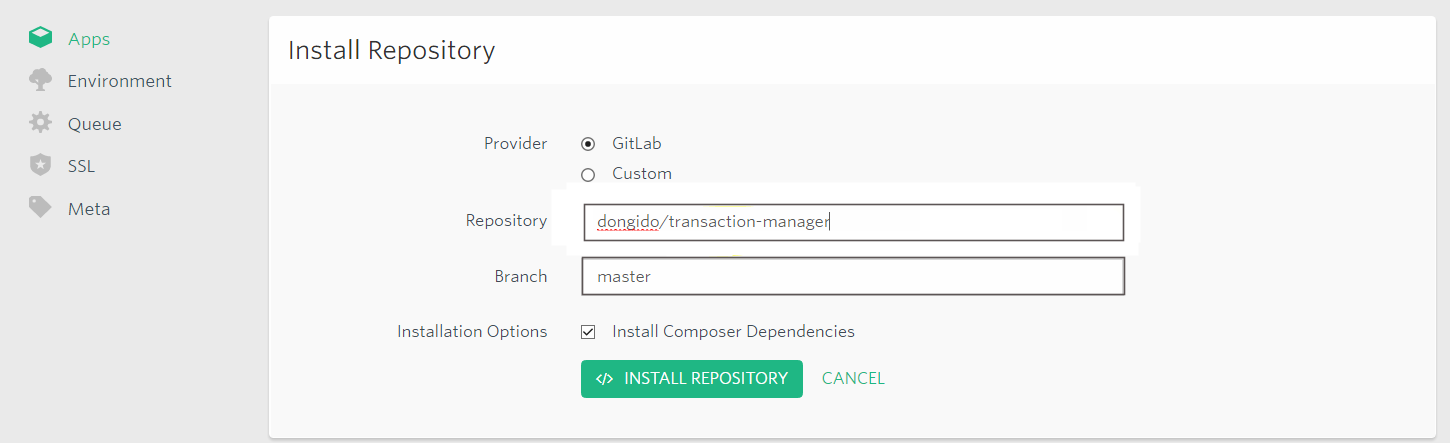 Apps
Environment
Queue
SSL
Meta
Install Repository
Provider
GitLab
Custom
Repository
dongido/transaction-manager
Branch
master
Installation Options
Install Composer Dependencies
</> INSTALL REPOSITORY
CANCEL